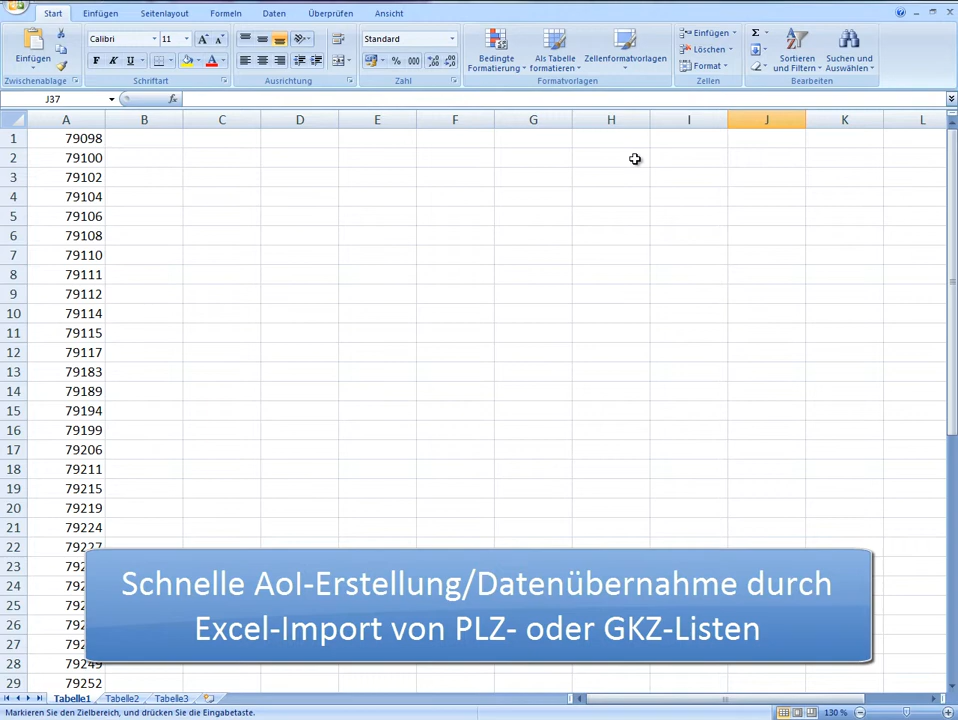 Start Einfügen Seitenlayout Formeln Daten Überprüfen Ansicht
Einfügen
Zwischenablage
Calibri 11
F K U
Schriftart
Ausrichtung
Standard
% 000
Zahl
Bedingte Formatierung
Als Tabelle formatieren
Zellenformatvorlagen
Formatvorlagen
Einfügen
Löschen
Format
Zellen
Sortieren und Filtern
Suchen und Auswählen
Bearbeiten
J37 fx
A B C D E F G H I J K L
1 79098
2 79100
3 79102
4 79104
5 79106
6 79108
7 79110
8 79111
9 79112
10 79114
11 79115
12 79117
13 79183
14 79189
15 79194
16 79199
17 79206
18 79211
19 79215
20 79219
21 79224
22 79227
23
24
25
26
27
28 79249
29 79252
Schnelle AoI-Erstellung/Datenübernahme durch
Excel-Import von PLZ- oder GKZ-Listen
Tabelle1 Tabelle2 Tabelle3
Markieren Sie den Zielbereich, und drücken Sie die Eingabetaste. 130 %